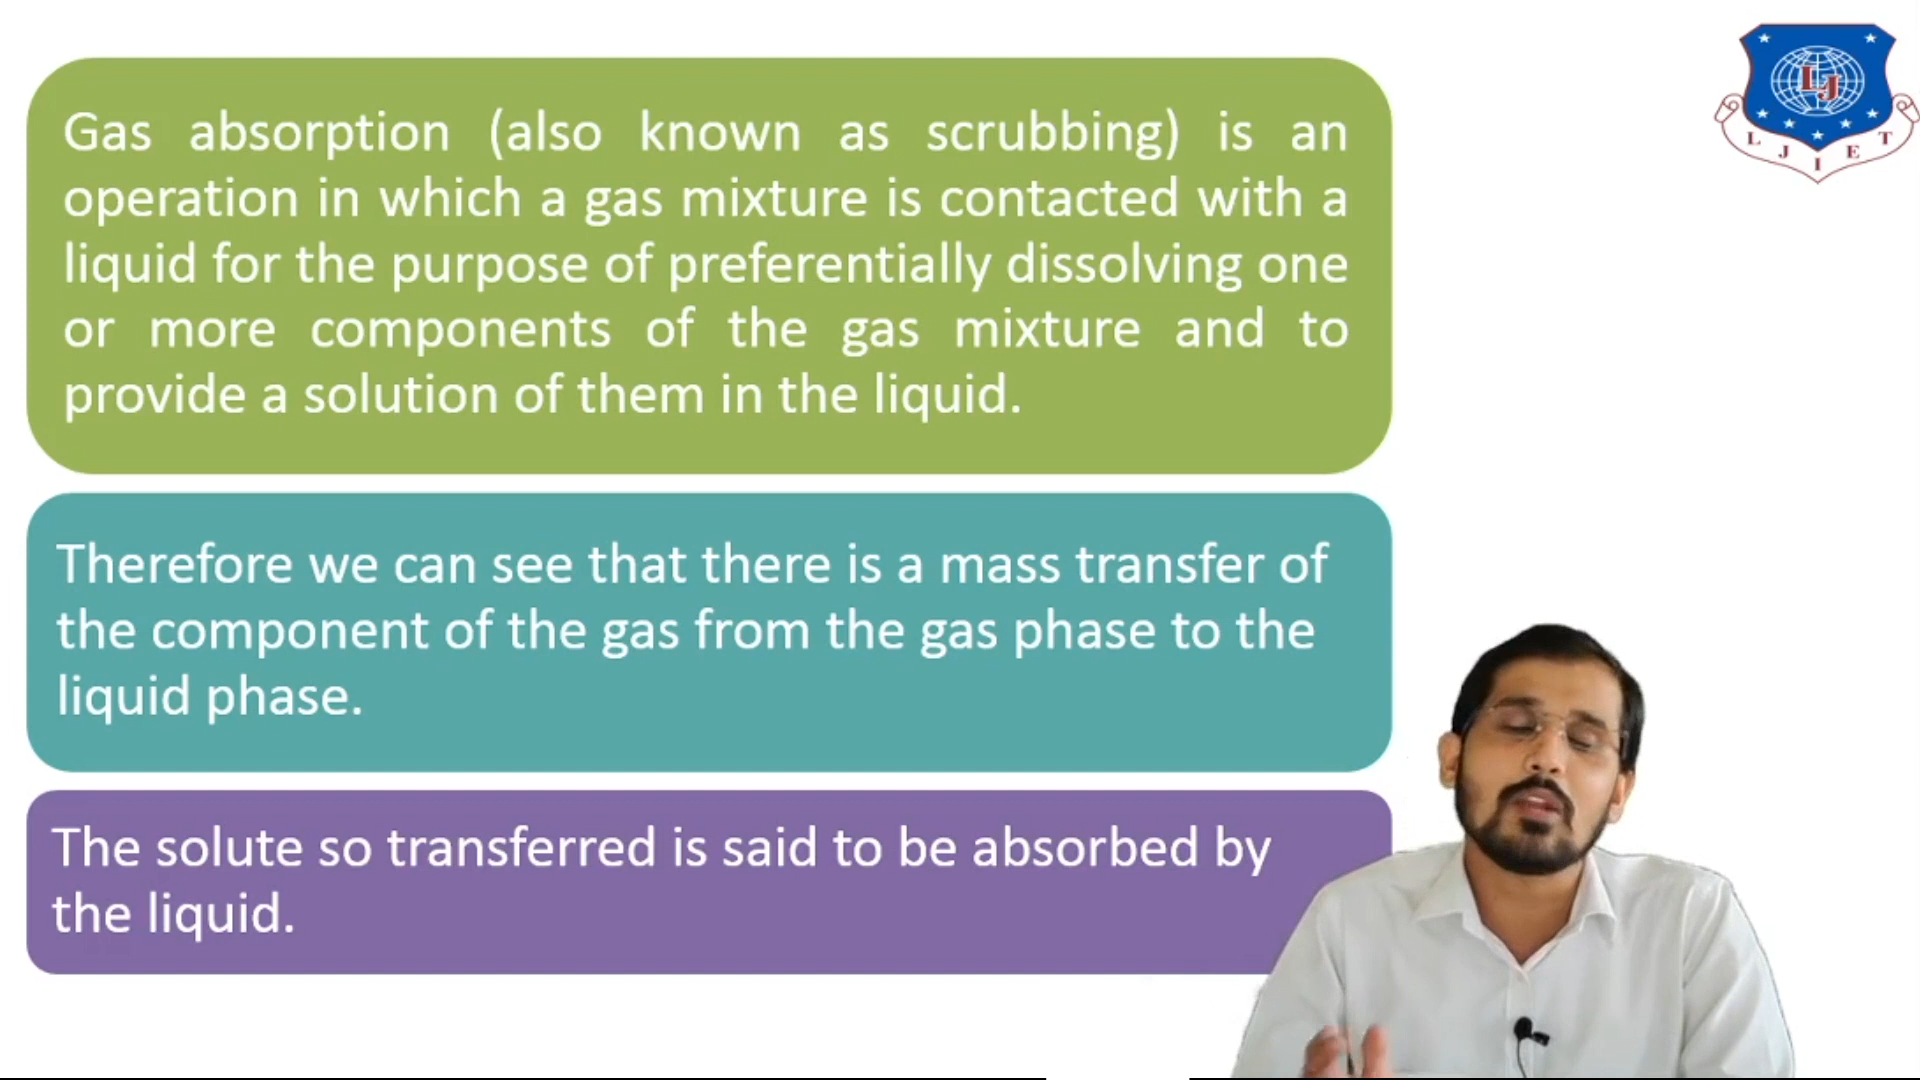 Gas absorption (also known as scrubbing) is an
operation in which a gas mixture is contacted with a
liquid for the purpose of preferentially dissolving one
or more components of the gas mixture and to
provide a solution of them in the liquid.
Therefore we can see that there is a mass transfer of
the component of the gas from the gas phase to the
liquid phase.
The solute so transferred is said to be absorbed by
the liquid.
LJ
L J I E T